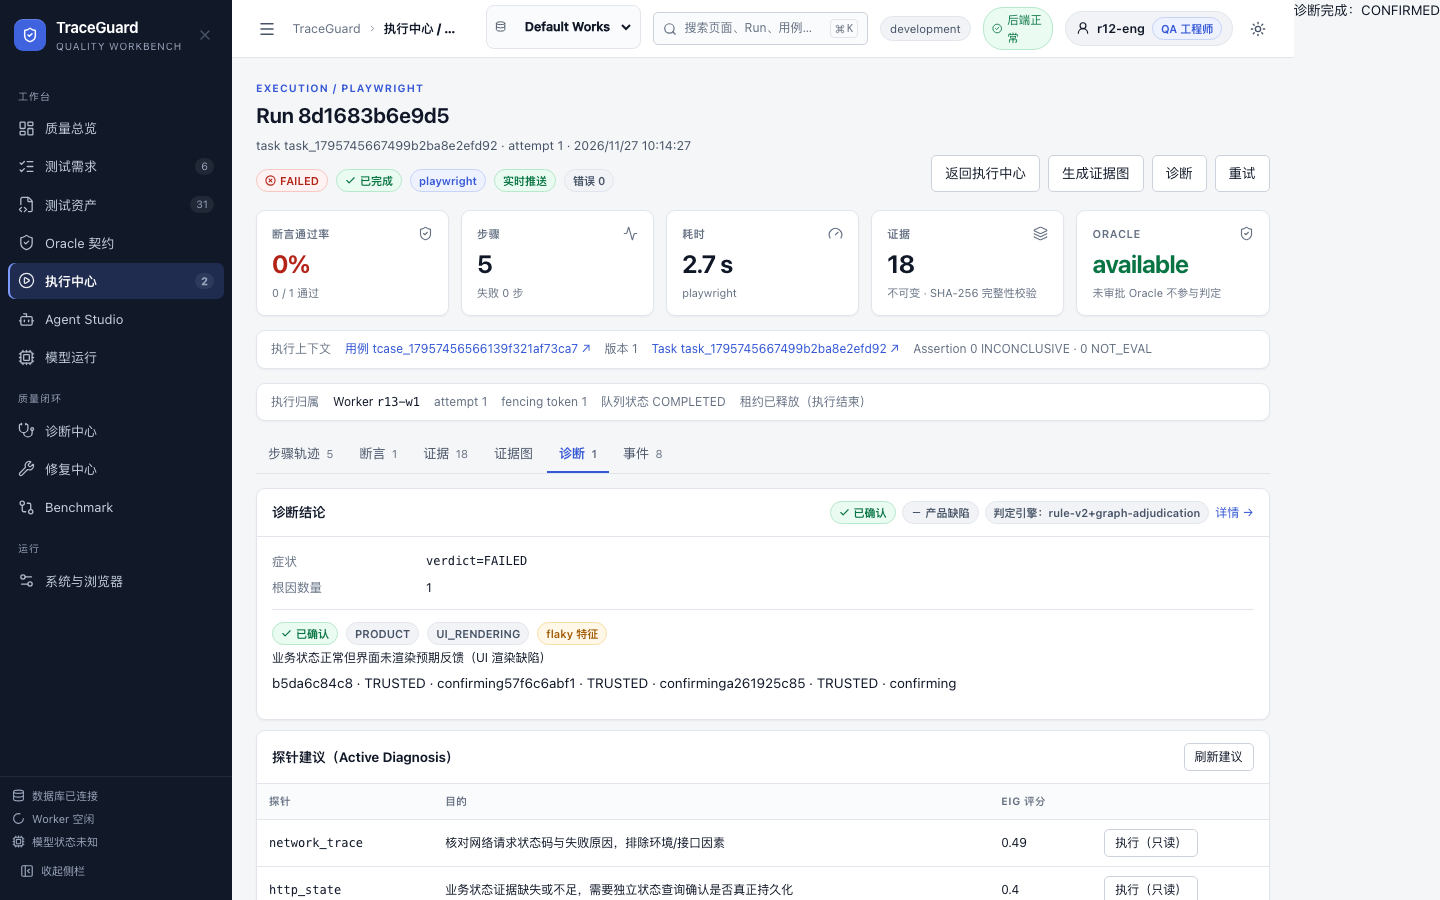 TraceGuard
QUALITY WORKBENCH
工作台
质量总览
测试需求 6
测试资产 31
Oracle 契约
执行中心 2
Agent Studio
模型运行
质量闭环
诊断中心
修复中心
Benchmark
运行
系统与浏览器
数据库已连接
Worker 空闲
模型状态未知
收起侧栏
TraceGuard › 执行中心 / ...
Default Works
搜索页面、Run、用例... ⌘ K
development
后端正常
r12-eng QA 工程师
诊断完成：CONFIRMED
EXECUTION / PLAYWRIGHT
Run 8d1683b6e9d5
task task_1795745667499b2ba8e2efd92 · attempt 1 · 2026/11/27 10:14:27
FAILED 已完成 playwright 实时推送 错误 0
返回执行中心 生成证据图 诊断 重试
断言通过率
0%
0 / 1 通过
步骤
5
失败 0 步
耗时
2.7 s
playwright
证据
18
不可变 · SHA-256 完整性校验
ORACLE
available
未审批 Oracle 不参与判定
执行上下文 用例 tcase_17957456566139f321af73ca7 ↗ 版本 1 Task task_1795745667499b2ba8e2efd92 ↗ Assertion 0 INCONCLUSIVE · 0 NOT_EVAL
执行归属 Worker r13-w1 attempt 1 fencing token 1 队列状态 COMPLETED 租约已释放（执行结束）
步骤轨迹 5 断言 1 证据 18 证据图 诊断 1 事件 8
诊断结论 已确认 产品缺陷 判定引擎：rule-v2+graph-adjudication 详情 →
症状 verdict=FAILED
根因数量 1
已确认 PRODUCT UI_RENDERING flaky 特征
业务状态正常但界面未渲染预期反馈（UI 渲染缺陷）
b5da6c84c8 · TRUSTED · confirming57f6c6abf1 · TRUSTED · confirminga261925c85 · TRUSTED · confirming
探针建议（Active Diagnosis） 刷新建议
探针 目的 EIG 评分
network_trace 核对网络请求状态码与失败原因，排除环境/接口因素 0.49 执行（只读）
http_state 业务状态证据缺失或不足，需要独立状态查询确认是否真正持久化 0.4 执行（只读）